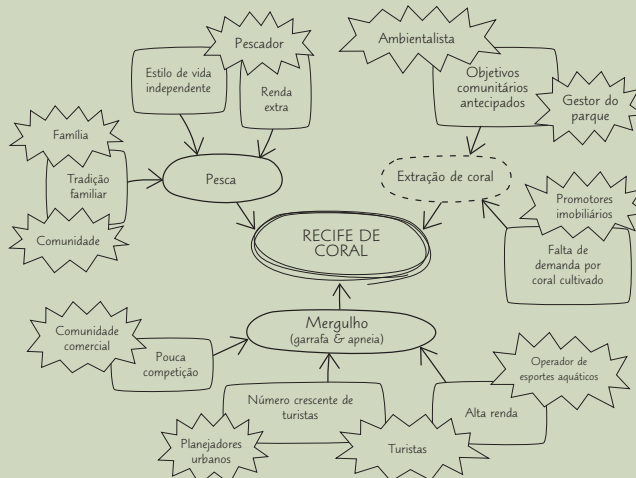 Pescador
Estilo de vida
independente
Renda
extra
Família
Tradição
familiar
Comunidade
Pesca
Ambientalista
Objetivos
comunitários
antecipados
Gestor do
parque
Extração de coral
Promotores
imobiliários
Falta de
demanda por
coral cultivado
RECIFE DE
CORAL
Mergulho
(garrafa & apneia)
Comunidade
comercial
Pouca
competição
Número crescente de
turistas
Planejadores
urbanos
Turistas
Alta renda
Operador de
esportes aquáticos